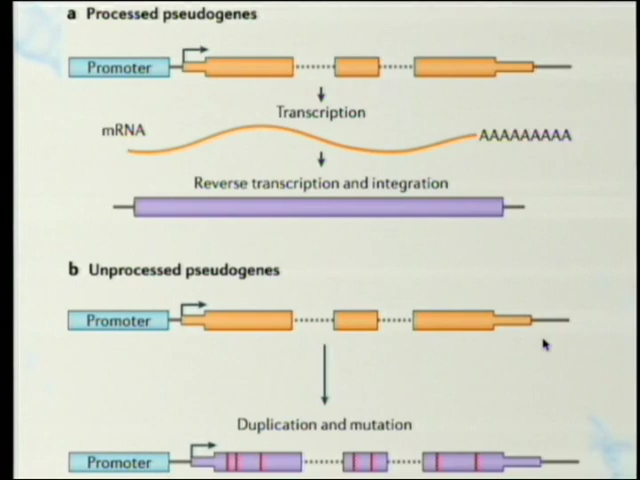 a Processed pseudogenes
Promoter
Transcription
mRNA
AAAAAAAAA
Reverse transcription and integration
b Unprocessed pseudogenes
Promoter
Duplication and mutation
Promoter